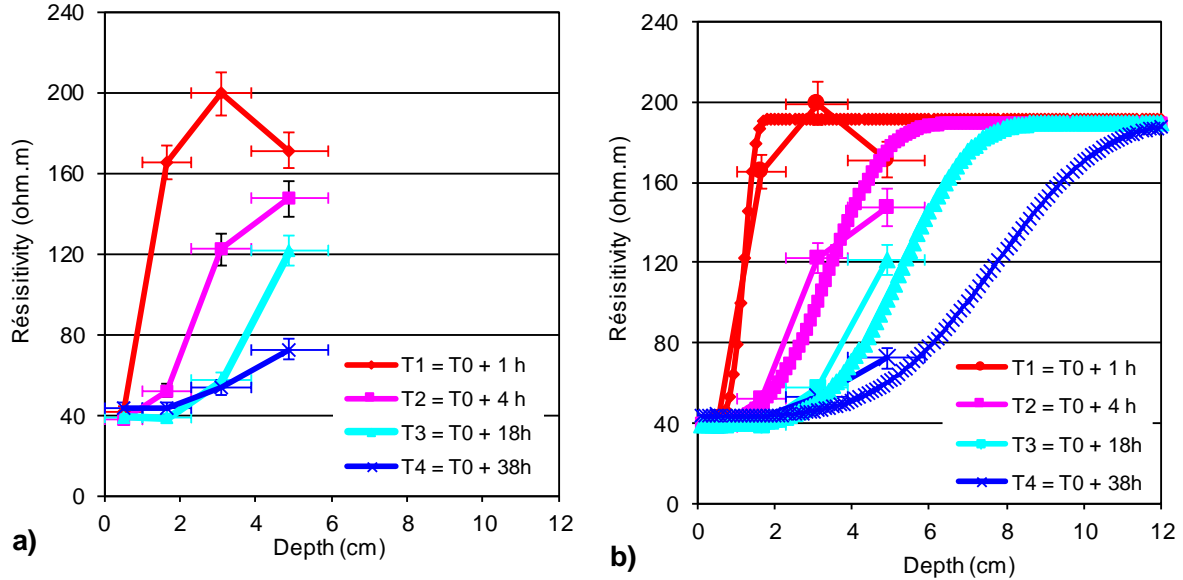 240
200
160
120
80
40
0
Résisitivity (ohm.m)
T1 = T0 + 1 h
T2 = T0 + 4 h
T3 = T0 + 18h
T4 = T0 + 38h
0 2 4 6 8 10 12
Depth (cm)
a)
240
200
160
120
80
40
0
Résisitivity (ohm.m)
T1 = T0 + 1 h
T2 = T0 + 4 h
T3 = T0 + 18h
T4 = T0 + 38h
0 2 4 6 8 10 12
Depth (cm)
b)